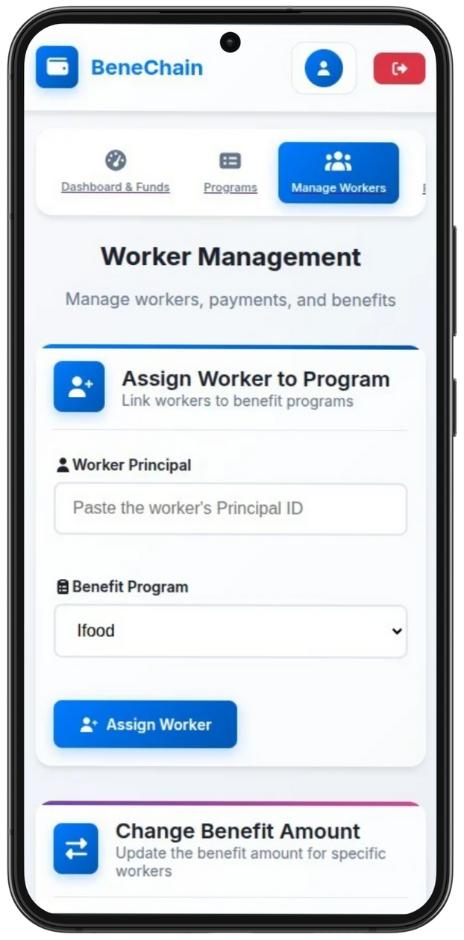 BeneChain
Dashboard & Funds
Programs
Manage Workers
Worker Management
Manage workers, payments, and benefits
Assign Worker to Program
Link workers to benefit programs
Worker Principal
Paste the worker's Principal ID
Benefit Program
Ifood
Assign Worker
Change Benefit Amount
Update the benefit amount for specific
workers